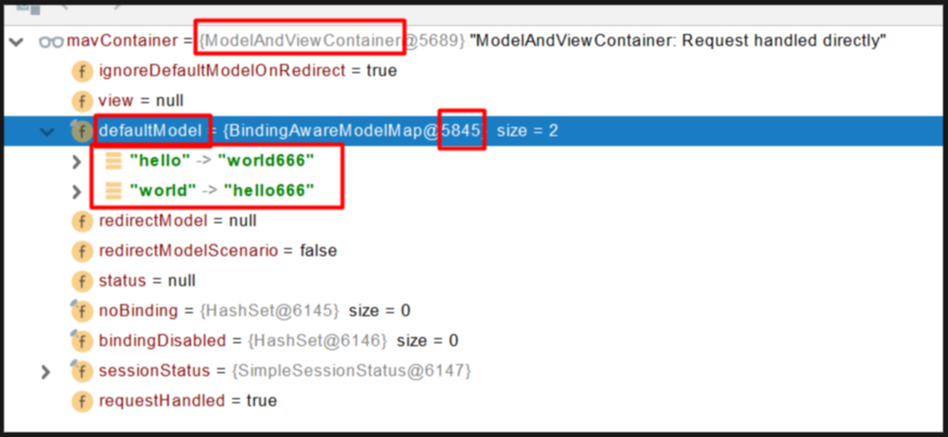 mavContainer = {ModelAndViewContainer@5689} "ModelAndViewContainer: Request handled directly"
ignoreDefaultModelOnRedirect = true
view = null
defaultModel = {BindingAwareModelMap@5845} size = 2
"hello" -> "world666"
"world" -> "hello666"
redirectModel = null
redirectModelScenario = false
status = null
noBinding = {HashSet@6145} size = 0
bindingDisabled = {HashSet@6146} size = 0
sessionStatus = {SimpleSessionStatus@6147}
requestHandled = true